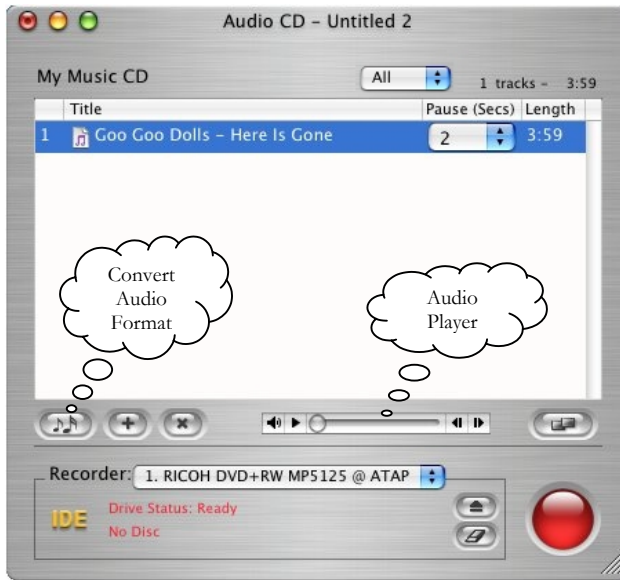 Audio CD – Untitled 2
My Music CD
All
1 tracks – 3:59
Title Pause (Secs) Length
1 Goo Goo Dolls – Here Is Gone 2 3:59
Convert
Audio
Format
Audio
Player
Recorder: 1. RICOH DVD+RW MP5125 @ ATAP
IDE
Drive Status: Ready
No Disc